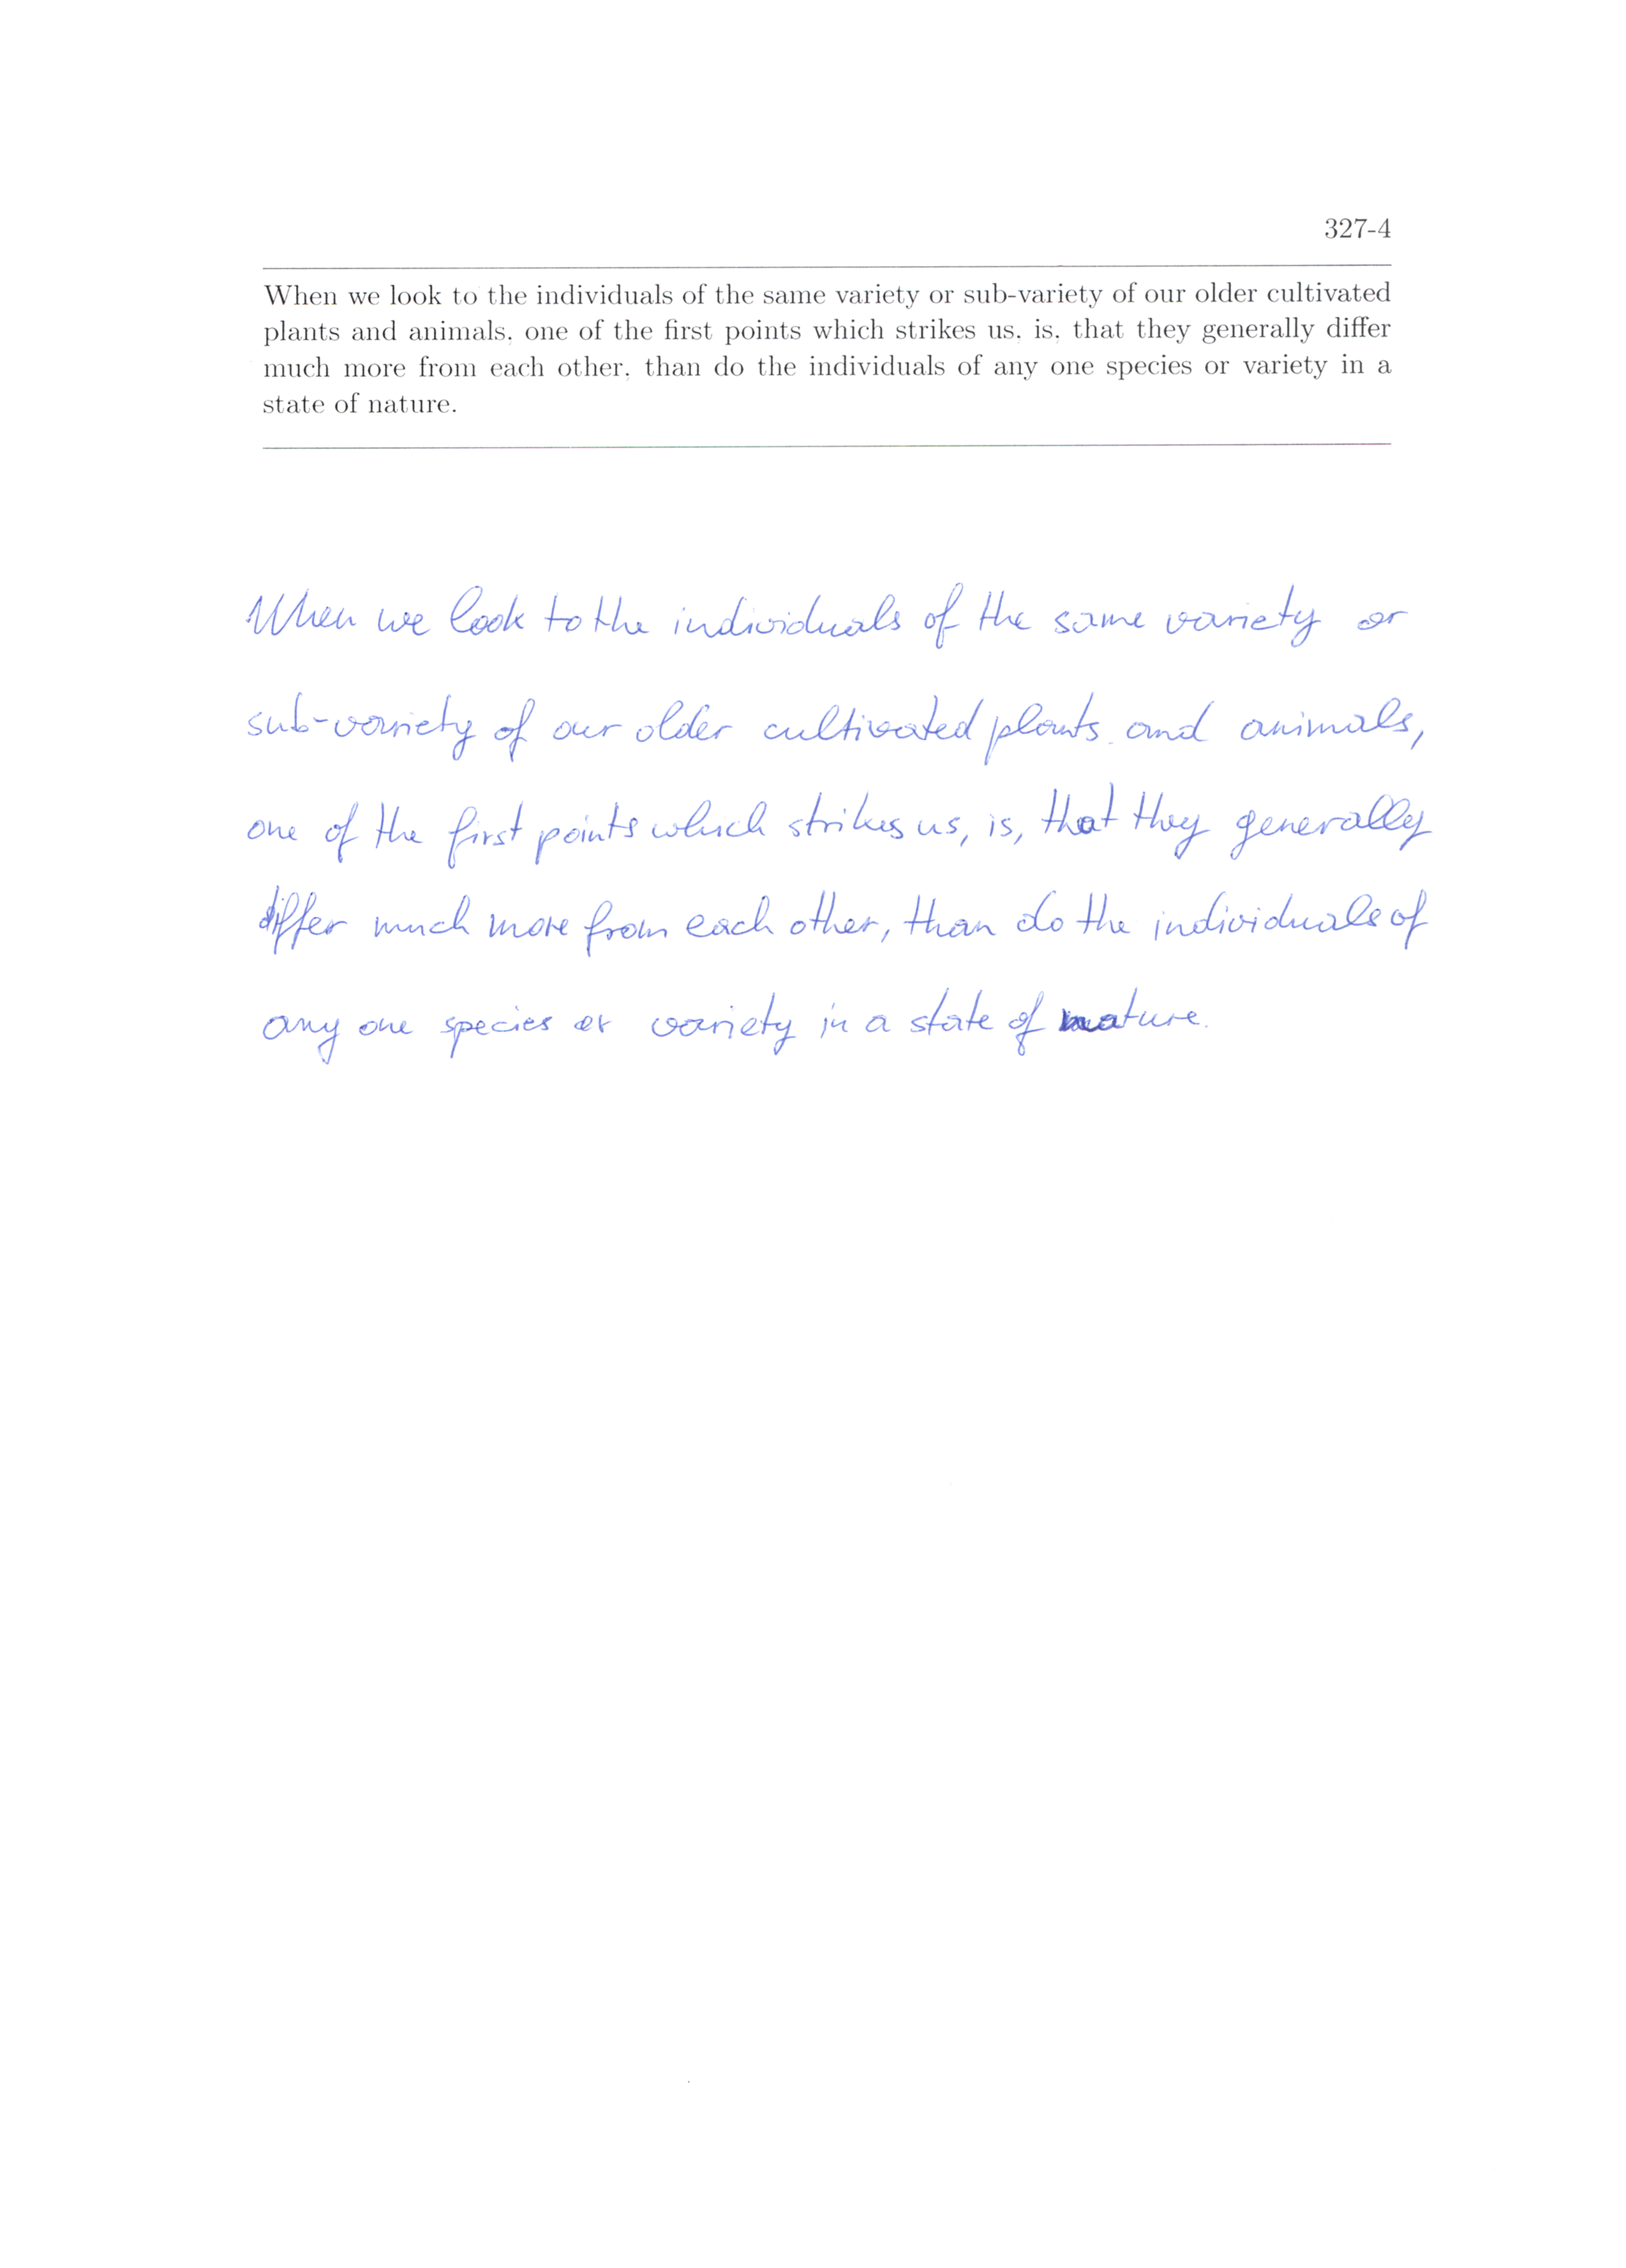 327-4
When we look to the individuals of the same variety or sub-variety of our older cultivated
plants and animals, one of the first points which strikes us, is, that they generally differ
much more from each other, than do the individuals of any one species or variety in a
state of nature.
When we look to the individuals of the same variety or
sub-variety of our older cultivated plants and animals,
one of the first points which strikes us, is, that they generally
differ much more from each other, than do the individuals of
any one species or variety in a state of nature.